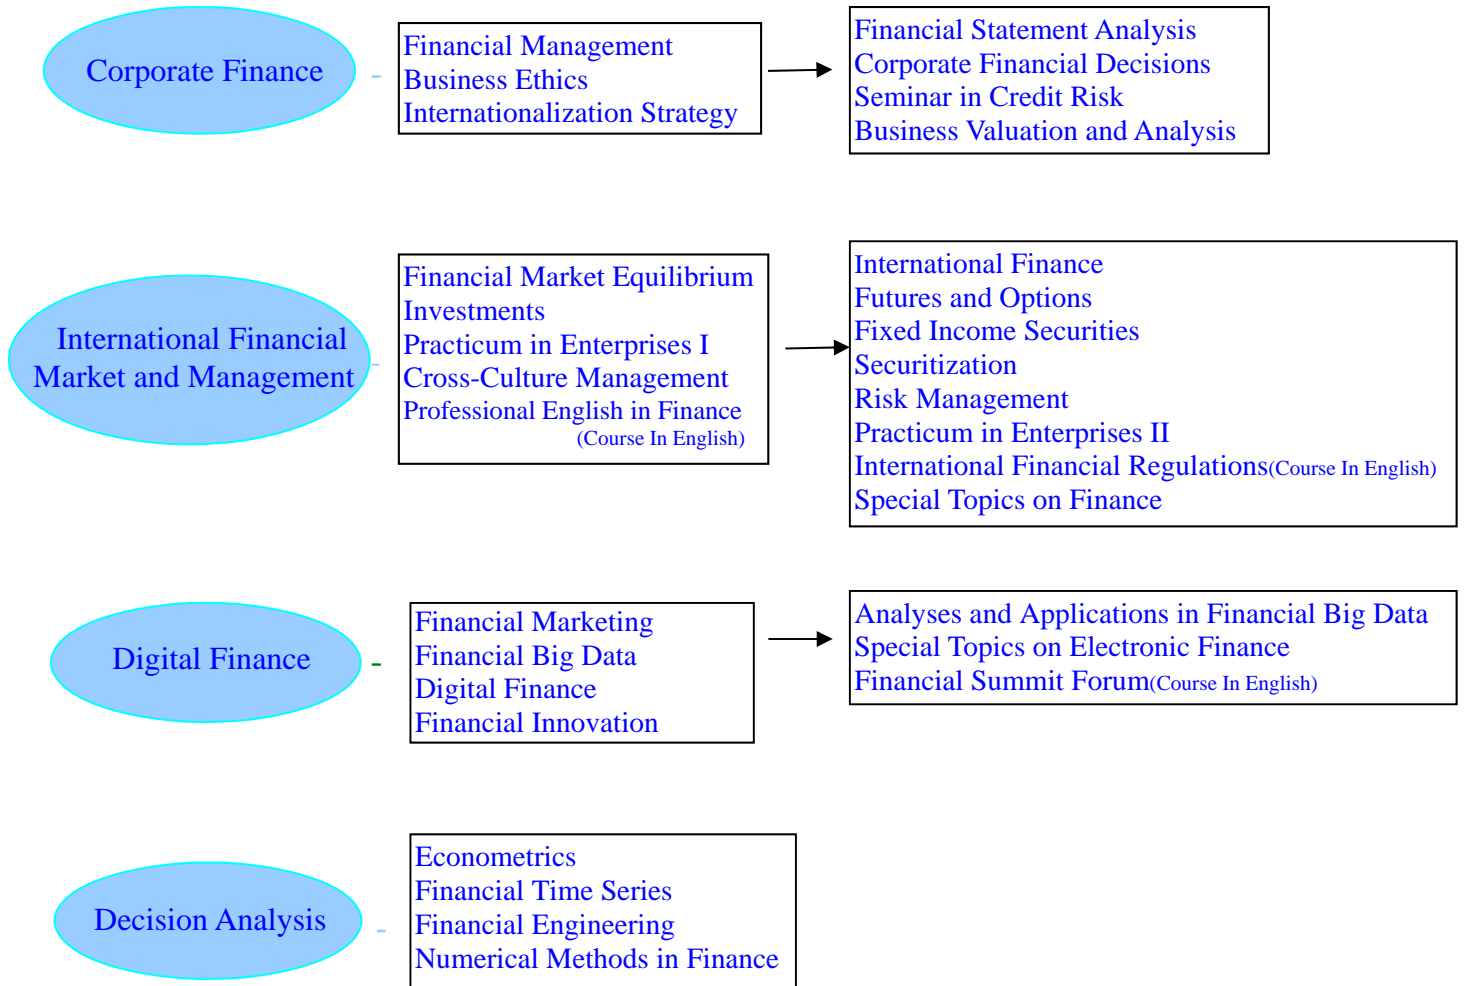 Corporate Finance
Financial Management
Business Ethics
Internationalization Strategy
Financial Statement Analysis
Corporate Financial Decisions
Seminar in Credit Risk
Business Valuation and Analysis
International Financial
Market and Management
Financial Market Equilibrium
Investments
Practicum in Enterprises I
Cross-Culture Management
Professional English in Finance
(Course In English)
International Finance
Futures and Options
Fixed Income Securities
Securitization
Risk Management
Practicum in Enterprises II
International Financial Regulations(Course In English)
Special Topics on Finance
Digital Finance
Financial Marketing
Financial Big Data
Digital Finance
Financial Innovation
Analyses and Applications in Financial Big Data
Special Topics on Electronic Finance
Financial Summit Forum(Course In English)
Decision Analysis
Econometrics
Financial Time Series
Financial Engineering
Numerical Methods in Finance